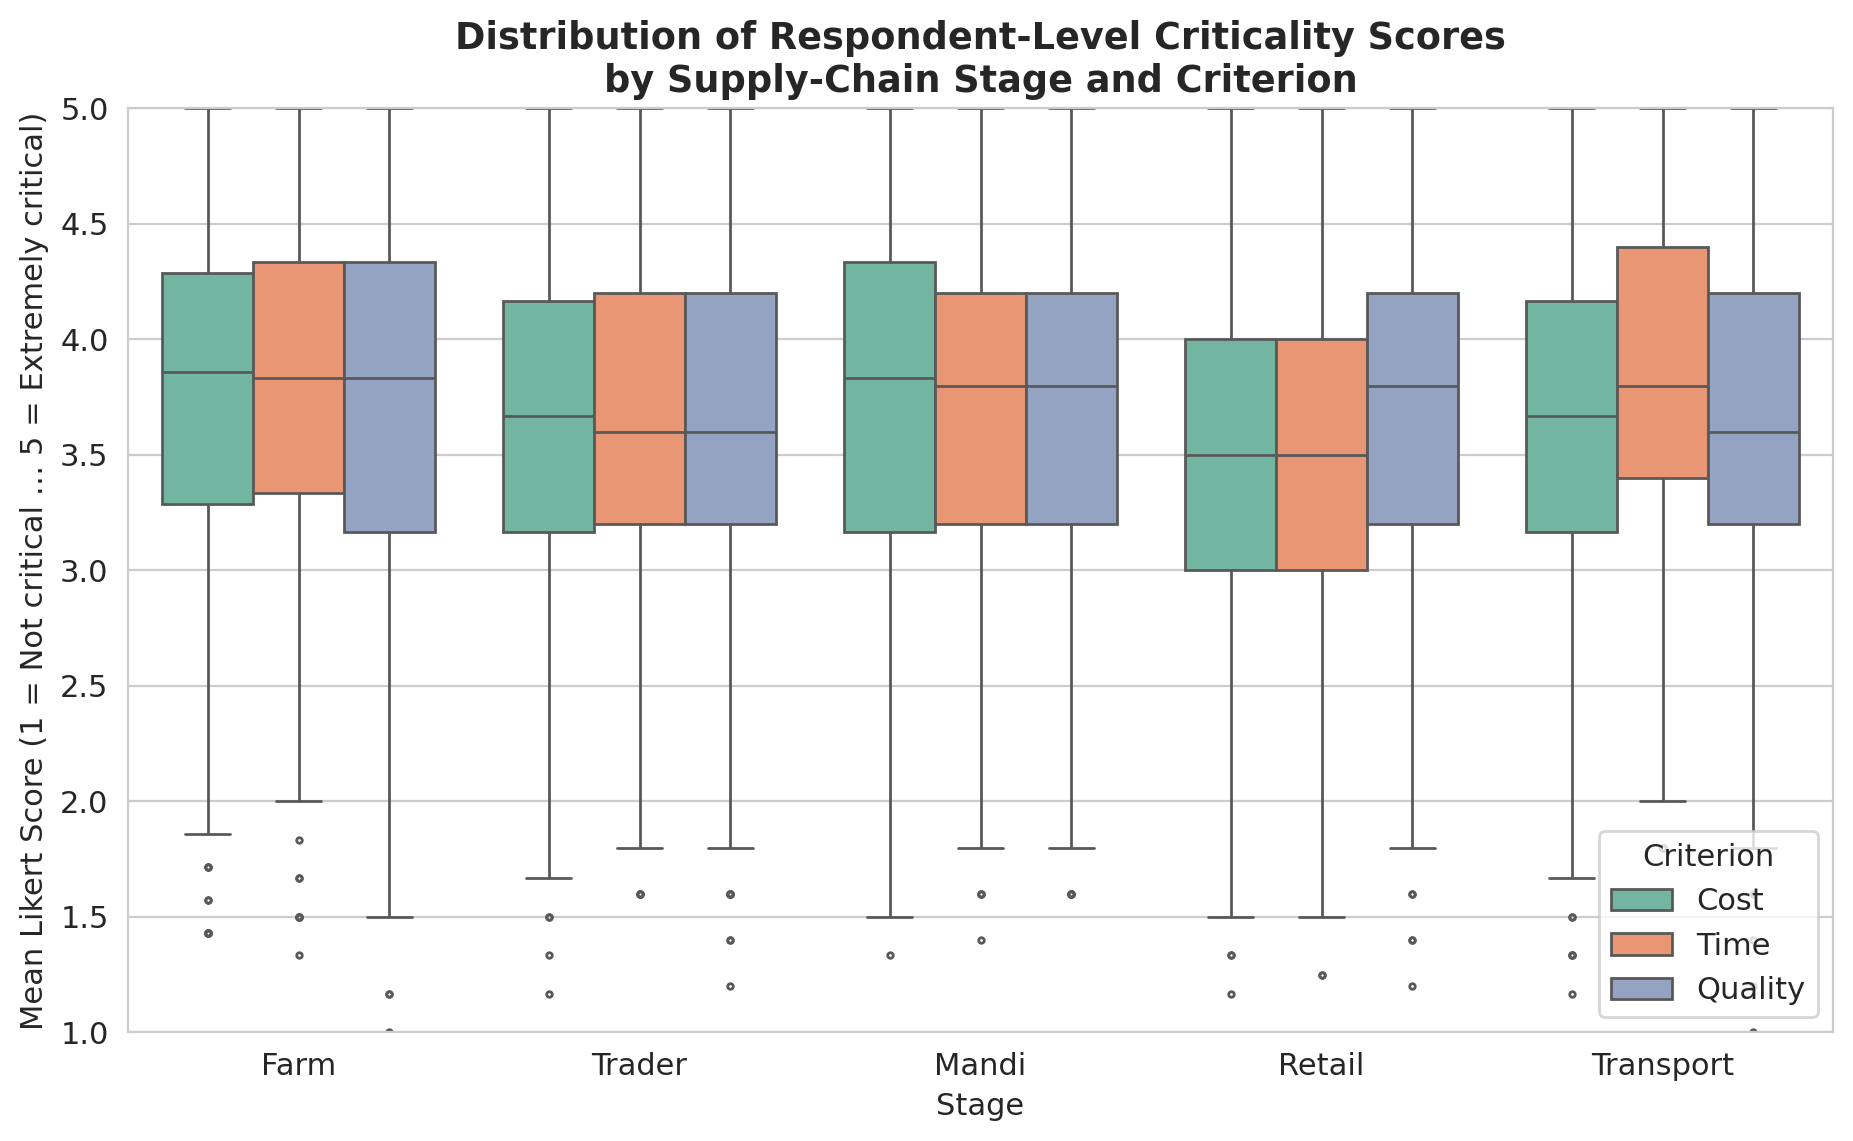 Distribution of Respondent-Level Criticality Scores
by Supply-Chain Stage and Criterion
Mean Likert Score (1 = Not critical ... 5 = Extremely critical)
5.0
4.5
4.0
3.5
3.0
2.5
2.0
1.5
1.0
Criterion
Cost
Time
Quality
Farm
Trader
Mandi
Retail
Transport
Stage